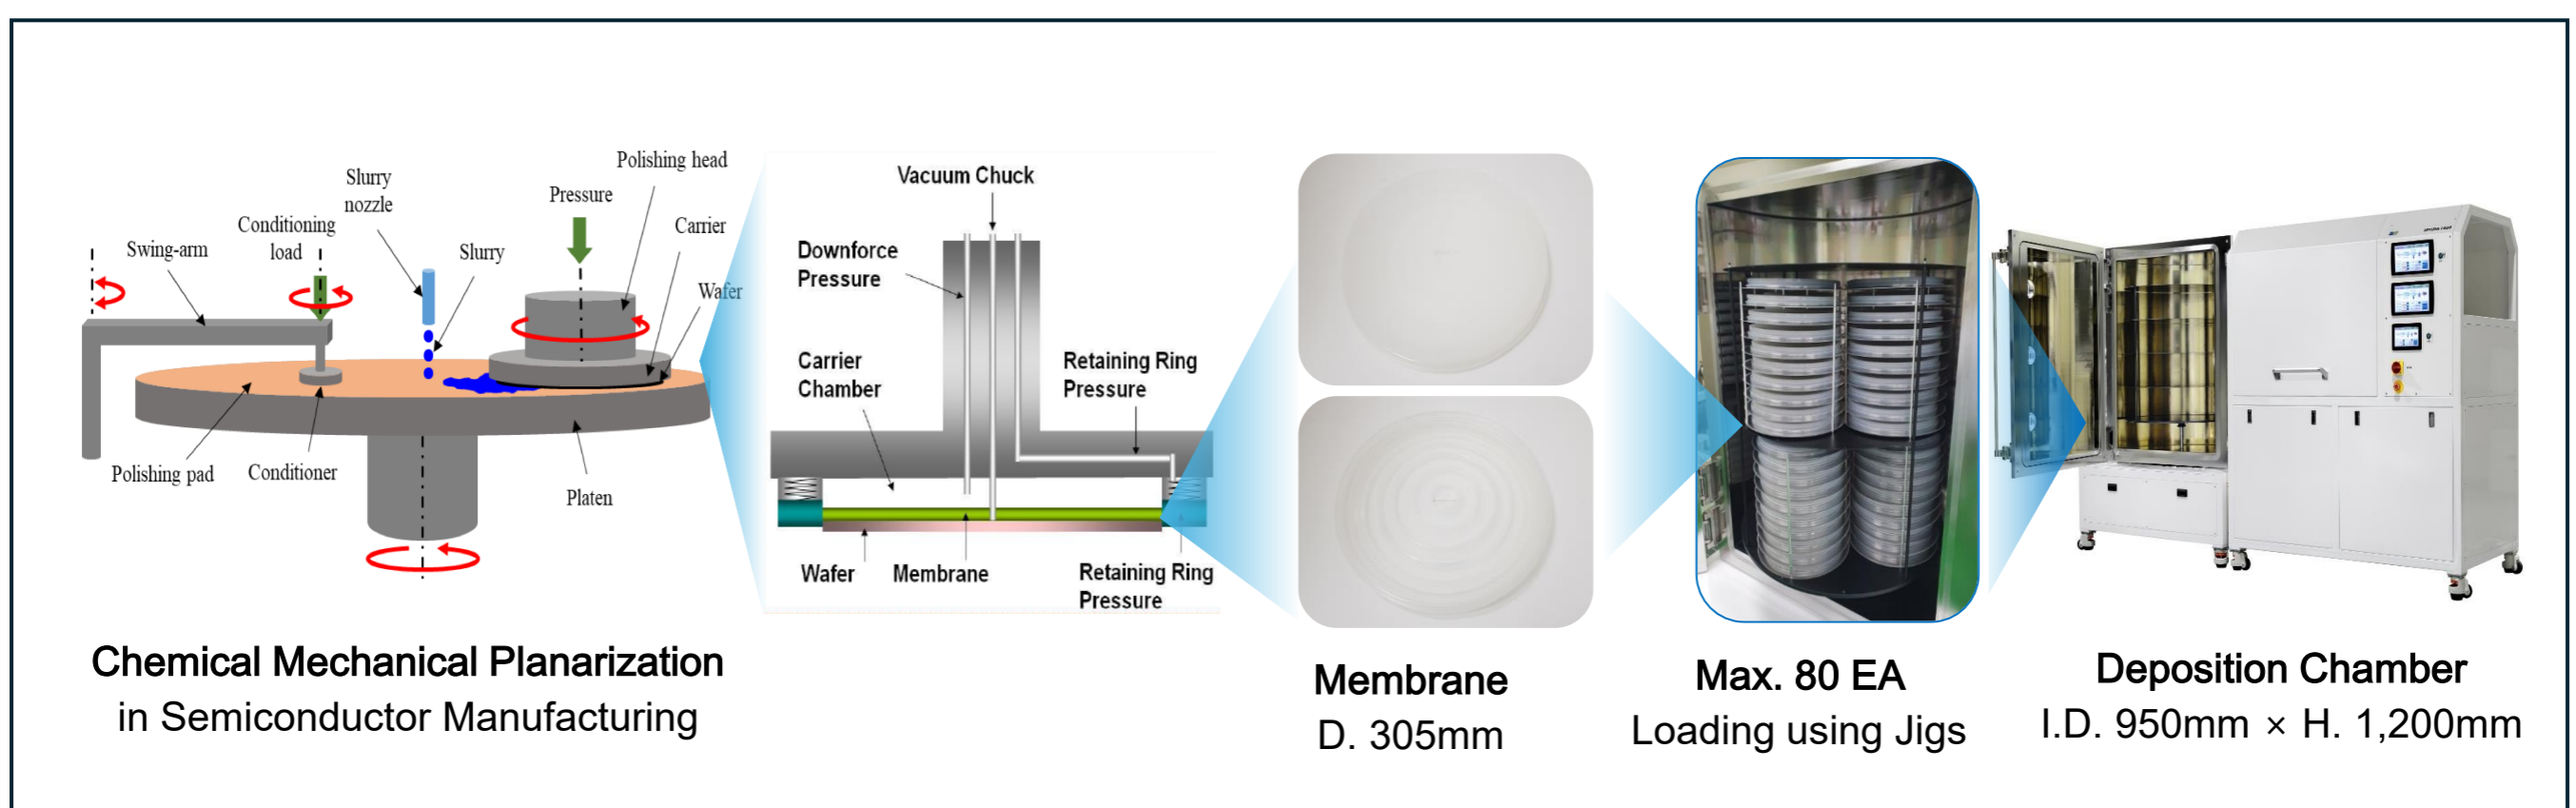 Polishing head
Pressure
Slurry
nozzle
Carrier
Conditioning
load
Swing-arm
Slurry
Wafer
Polishing pad
Conditioner
Platen
Vacuum Chuck
Downforce
Pressure
Carrier
Chamber
Retaining Ring
Pressure
Wafer
Membrane
Retaining Ring
Pressure
Chemical Mechanical Planarization
in Semiconductor Manufacturing
Membrane
D. 305mm
Max. 80 EA
Loading using Jigs
Deposition Chamber
I.D. 950mm × H. 1,200mm